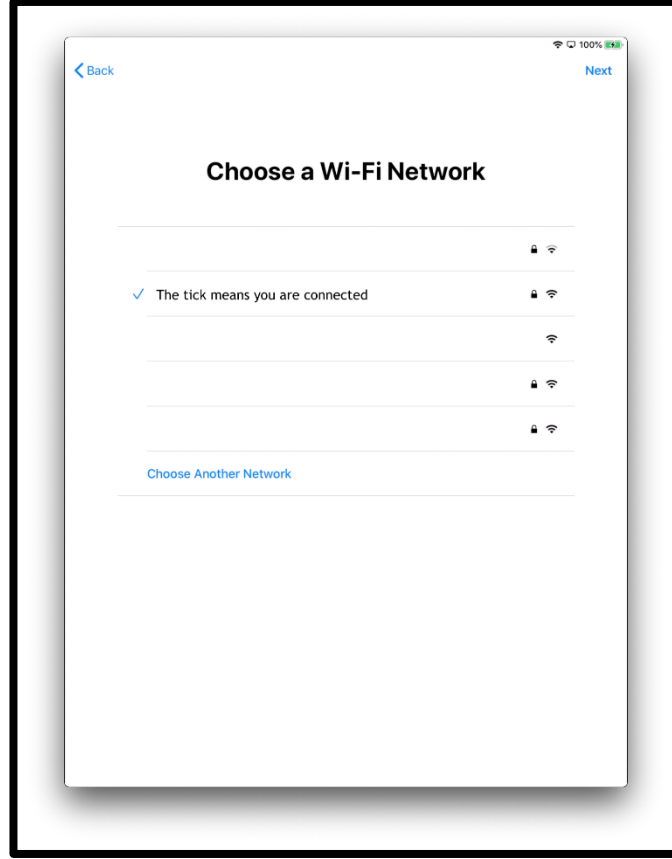 100%
Back
Next
Choose a Wi-Fi Network
The tick means you are connected
Choose Another Network